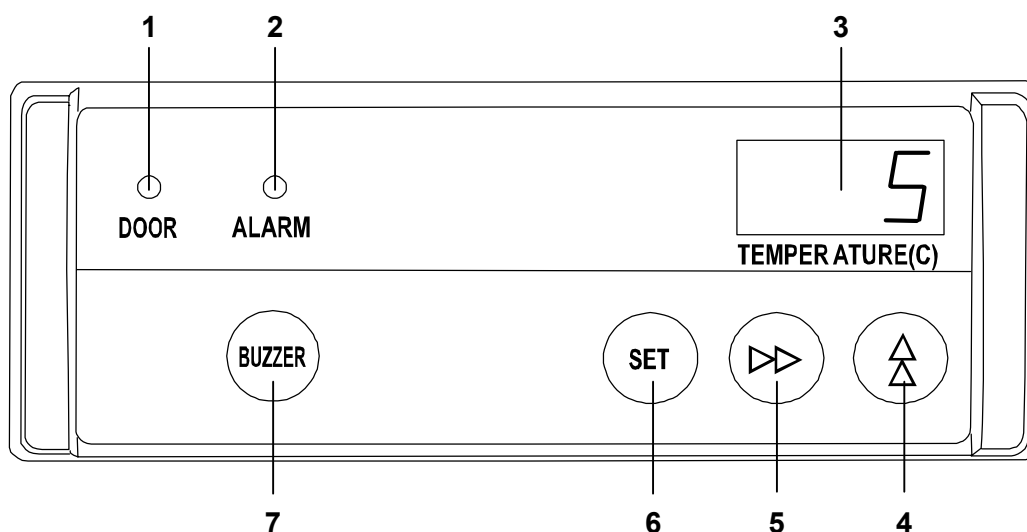 1 2 3
5
DOOR ALARM
TEMPER ATURE(C)
BUZZER SET
7 6 5 4